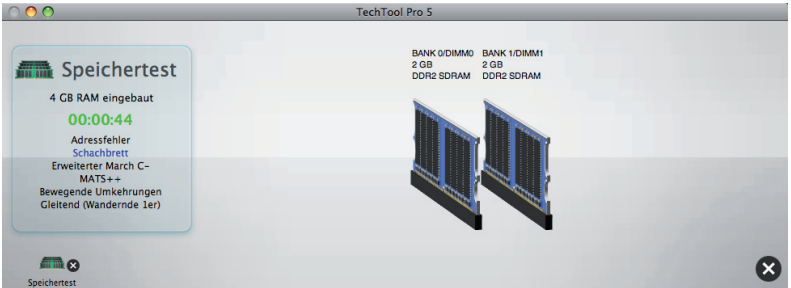 TechTool Pro 5
Speichertest
4 GB RAM eingebaut
00:00:44
Adressfehler
Schachbrett
Erweiterter March C-
MATS++
Bewegende Umkehrungen
Gleitend (Wandernde 1er)
BANK 0/DIMM0
2 GB
DDR2 SDRAM
BANK 1/DIMM1
2 GB
DDR2 SDRAM
Speichertest